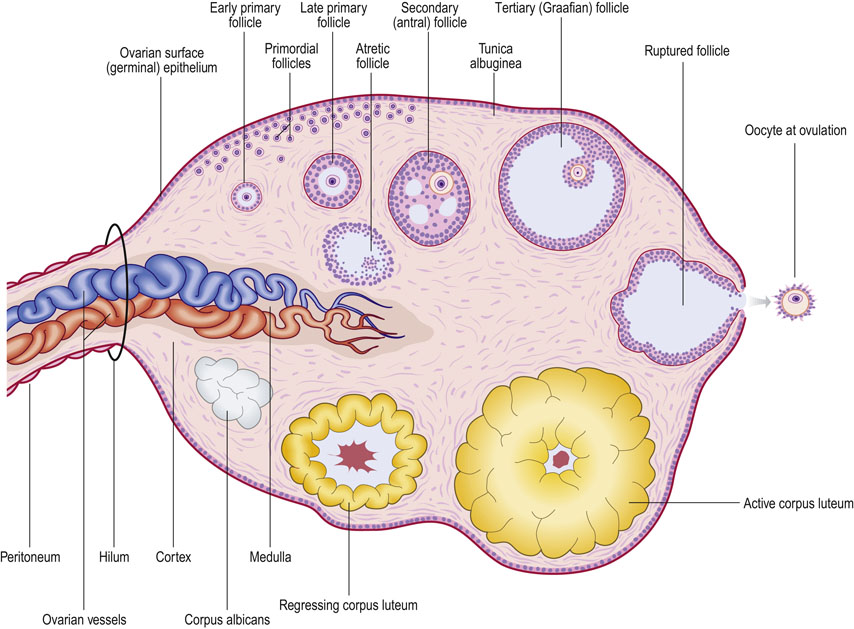 Early primary
follicle
Late primary
follicle
Secondary
(antral) follicle
Tertiary (Graafian) follicle
Ovarian surface
(germinal) epithelium
Primordial
follicles
Atretic
follicle
Tunica
albuginea
Ruptured follicle
Oocyte at ovulation
Active corpus luteum
Peritoneum
Hilum
Cortex
Medulla
Regressing corpus luteum
Ovarian vessels
Corpus albicans